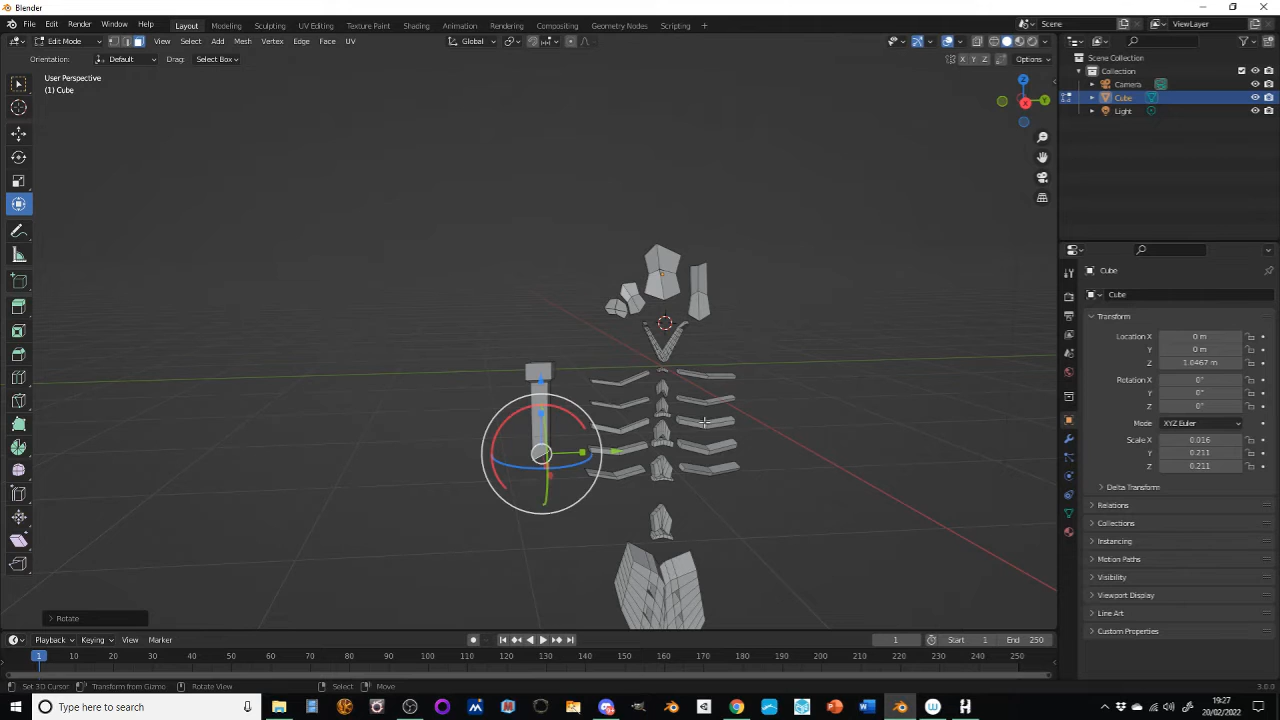 Blender
File Edit Render Window Help Layout Modeling Sculpting UV Editing Texture Paint Shading Animation Rendering Compositing Geometry Nodes Scripting + Scene ViewLayer
Edit Mode View Select Add Mesh Vertex Edge Face UV Global
Orientation: Default Drag: Select Box X Y Z Options
User Perspective
(1) Cube
Z
Y
X
Scene Collection
Collection
Camera
Cube
Light
Cube
Cube
Transform
Location X 0 m
Y 0 m
Z 1.0467 m
Rotation X 0°
Y 0°
Z 0°
Mode XYZ Euler
Scale X 0.016
Y 0.211
Z 0.211
Delta Transform
Relations
Collections
Instancing
Motion Paths
Visibility
Viewport Display
Line Art
Custom Properties
Rotate
Playback Keying View Marker 1 Start 1 End 250
1 10 20 30 40 50 60 70 80 90 100 110 120 130 140 150 160 170 180 190 200 210 220 230 240 250
Set 3D Cursor Transform from Gizmo Rotate View Select Move 3.0.0
Type here to search
19:27
20/02/2022